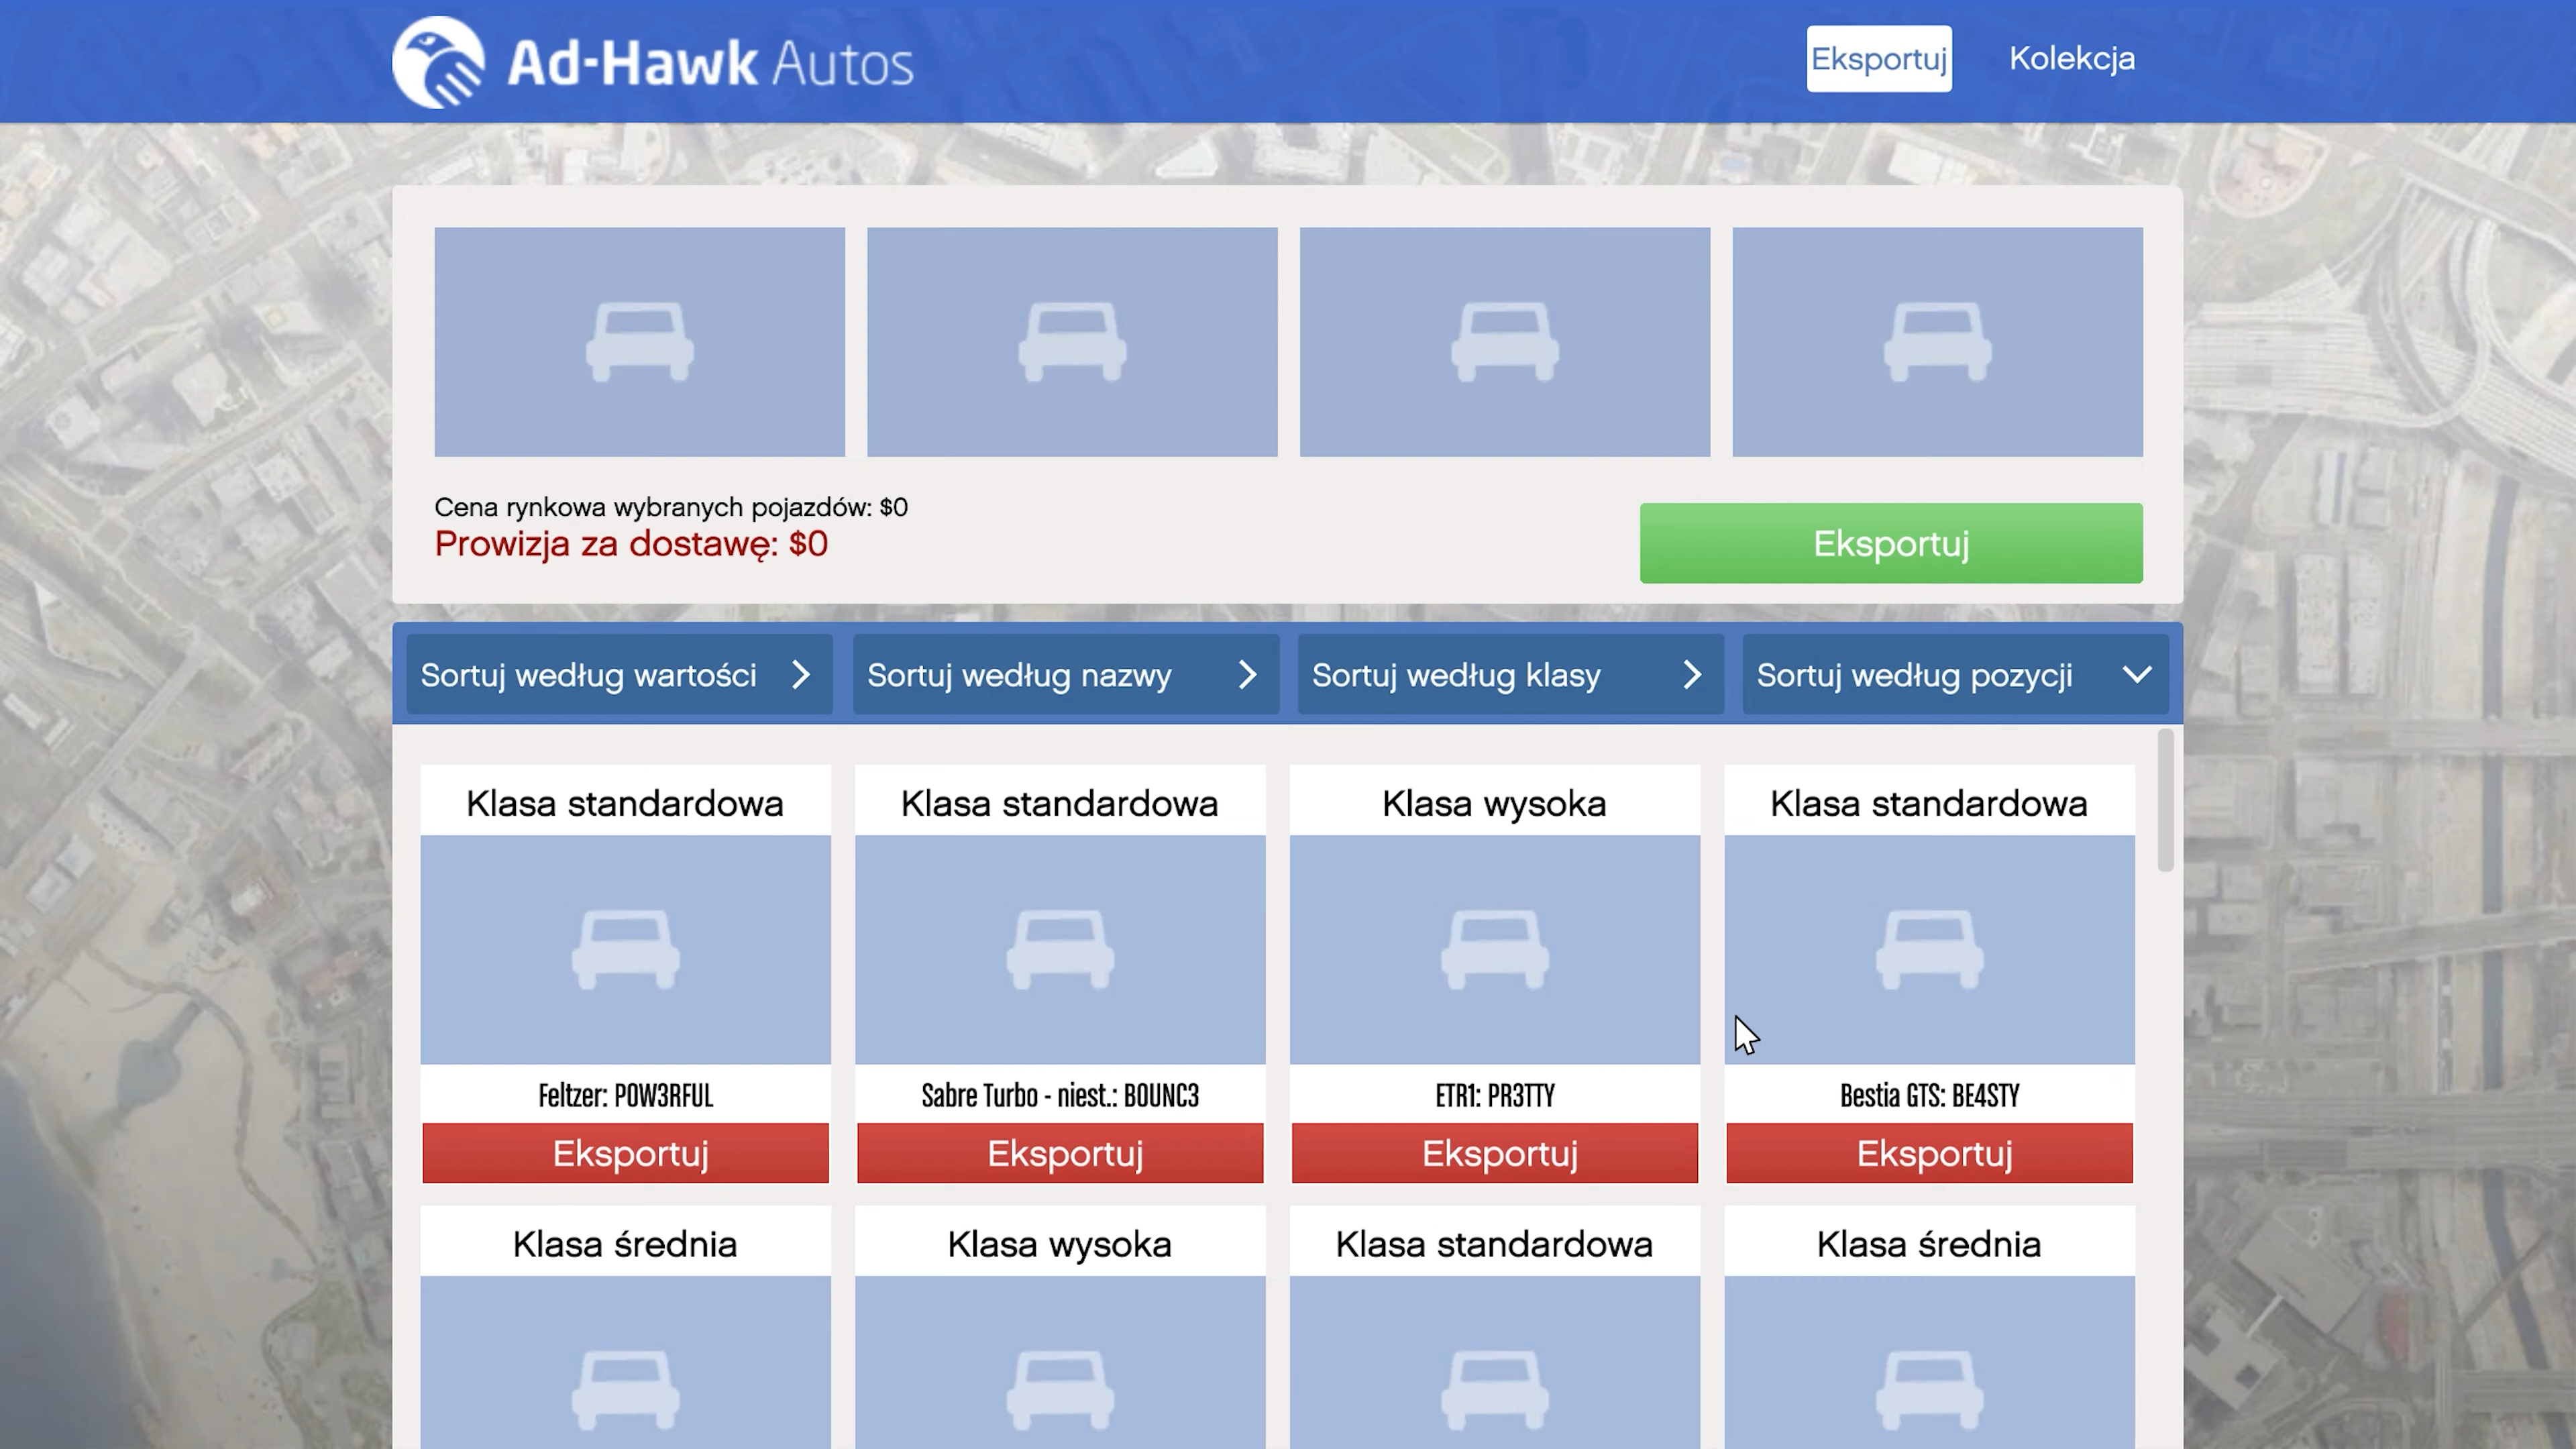 Ad-Hawk Autos
Eksportuj
Kolekcja
Cena rynkowa wybranych pojazdów: $0
Prowizja za dostawę: $0
Eksportuj
Sortuj według wartości
Sortuj według nazwy
Sortuj według klasy
Sortuj według pozycji
Klasa standardowa
Klasa standardowa
Klasa wysoka
Klasa standardowa
Feltzer: P0W3RFUL
Sabre Turbo - niest.: B0UNC3
ETR1: PR3TTY
Bestia GTS: BE4STY
Eksportuj
Eksportuj
Eksportuj
Eksportuj
Klasa średnia
Klasa wysoka
Klasa standardowa
Klasa średnia